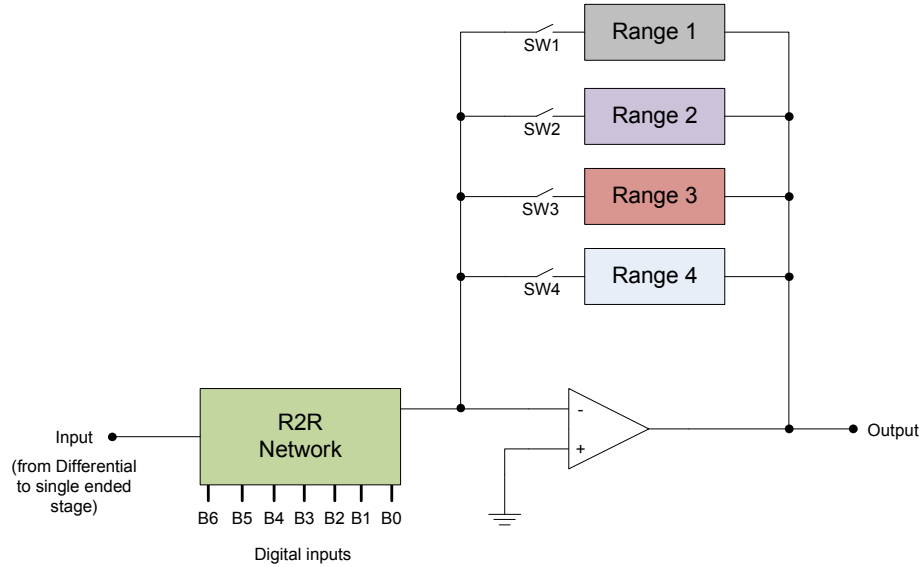 Range 1
SW1
Range 2
SW2
Range 3
SW3
Range 4
SW4
R2R
Network
-
+
Input
(from Differential
to single ended
stage)
Output
B6 B5 B4 B3 B2 B1 B0
Digital inputs